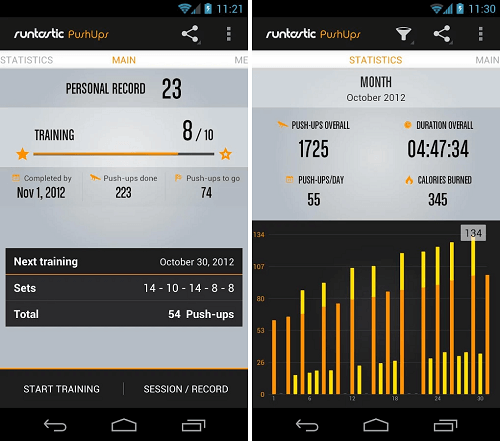 11:21
runtastic PushUps
STATISTICS MAIN ME
PERSONAL RECORD 23
TRAINING 8 / 10
Completed by Push-ups done Push-ups to go
Nov 1, 2012 223 74
Next training October 30, 2012
Sets 14 - 10 - 14 - 8 - 8
Total 54 Push-ups
START TRAINING SESSION / RECORD
11:30
runtastic PushUps
STATISTICS M
MONTH
October 2012
PUSH-UPS OVERALL DURATION OVERALL
1725 04:47:34
PUSH-UPS/DAY CALORIES BURNED
55 345
134
134
107
80
53
26
0
1 6 12 18 24 30